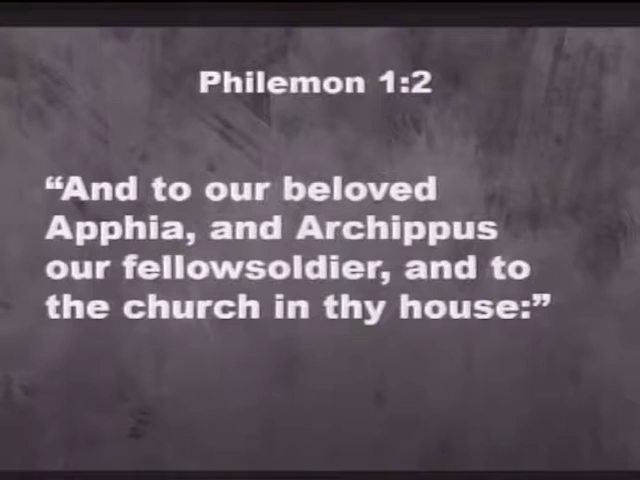 Philemon 1:2
“And to our beloved
Apphia, and Archippus
our fellowsoldier, and to
the church in thy house:”